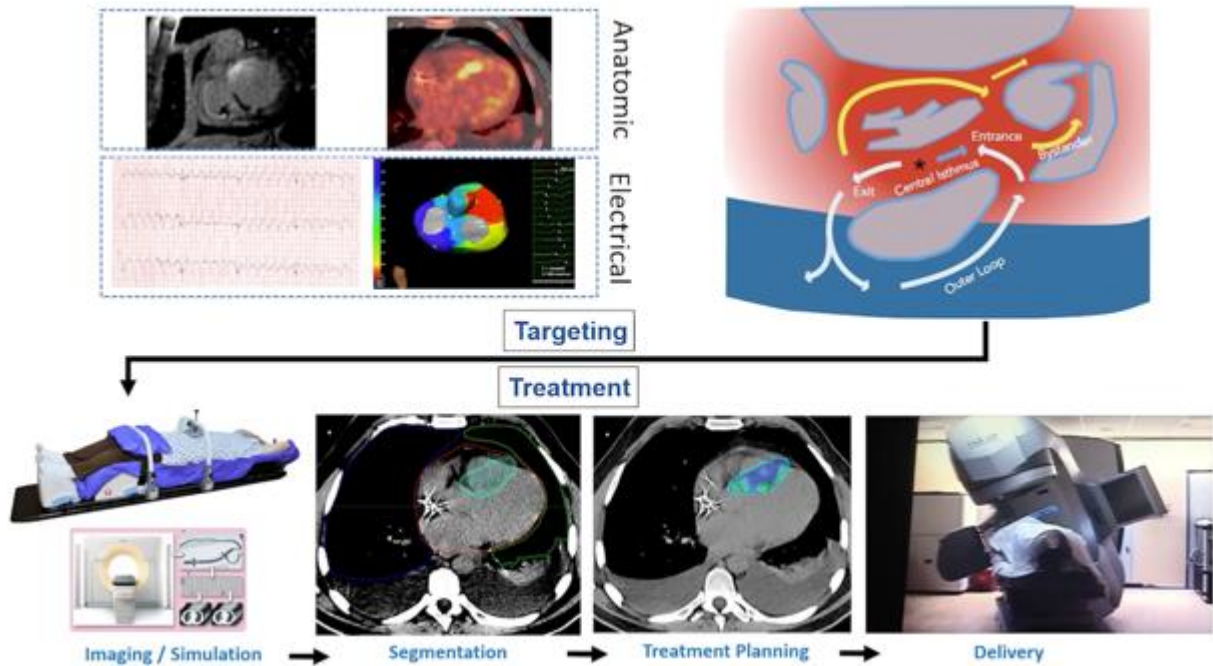 Anatomic
Electrical
Entrance
Bystander
Exit
Central Isthmus
Outer Loop
Targeting
Treatment
Imaging / Simulation
Segmentation
Treatment Planning
Delivery